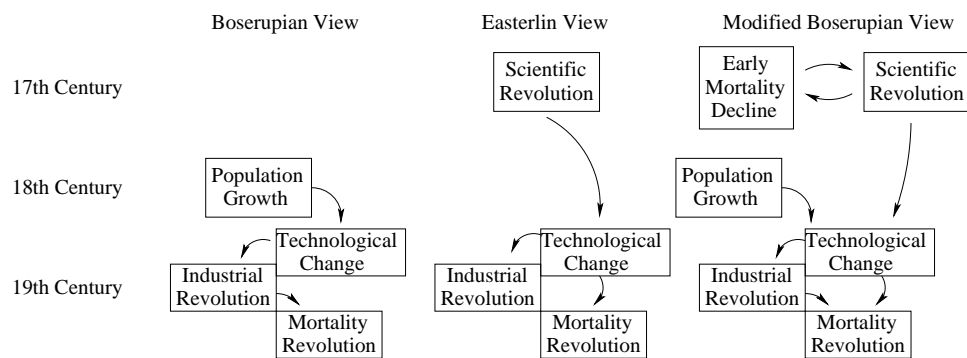 Boserupian View
Easterlin View
Modified Boserupian View
17th Century
Scientific
Revolution
Early
Mortality
Decline
Scientific
Revolution
18th Century
Population
Growth
Population
Growth
19th Century
Technological
Change
Industrial
Revolution
Mortality
Revolution
Technological
Change
Industrial
Revolution
Mortality
Revolution
Technological
Change
Industrial
Revolution
Mortality
Revolution